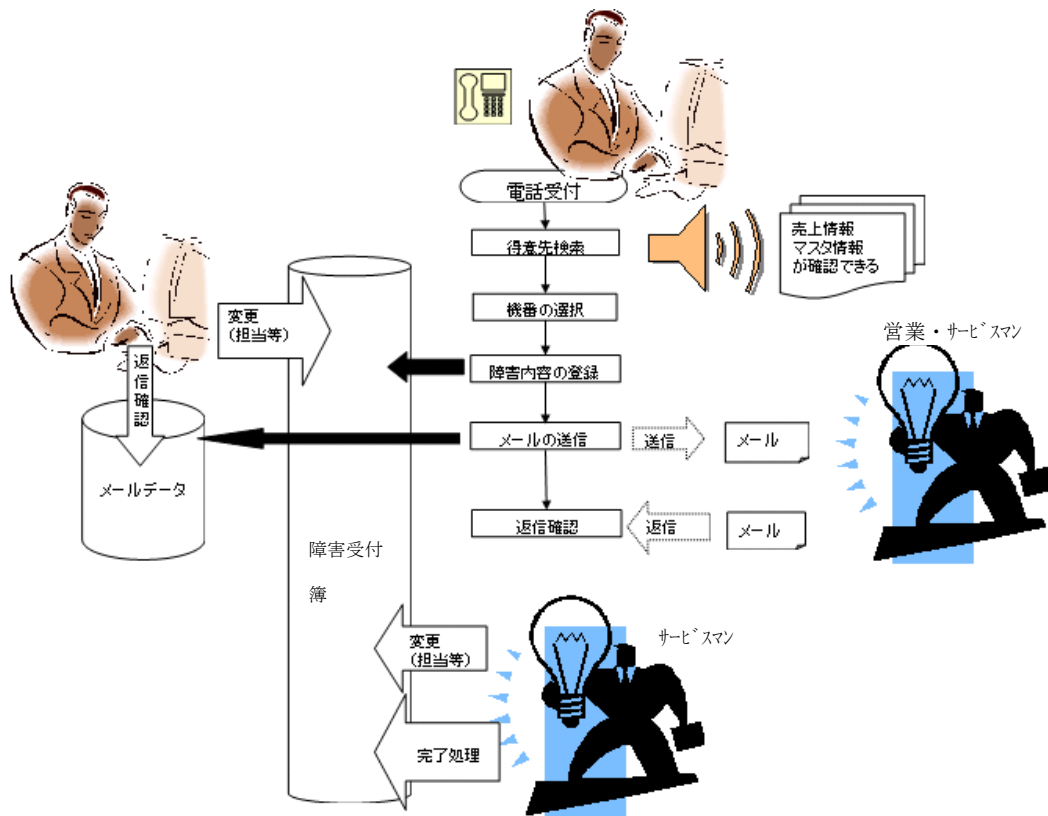 電話受付
得意先検索
売上情報
マスタ情報
が確認できる
機番の選択
変更
(担当等)
営業・サービスマン
返信確認
障害内容の登録
メールの送信
送信
メール
メールデータ
返信確認
返信
メール
障害受付
簿
変更
(担当等)
サービスマン
完了処理